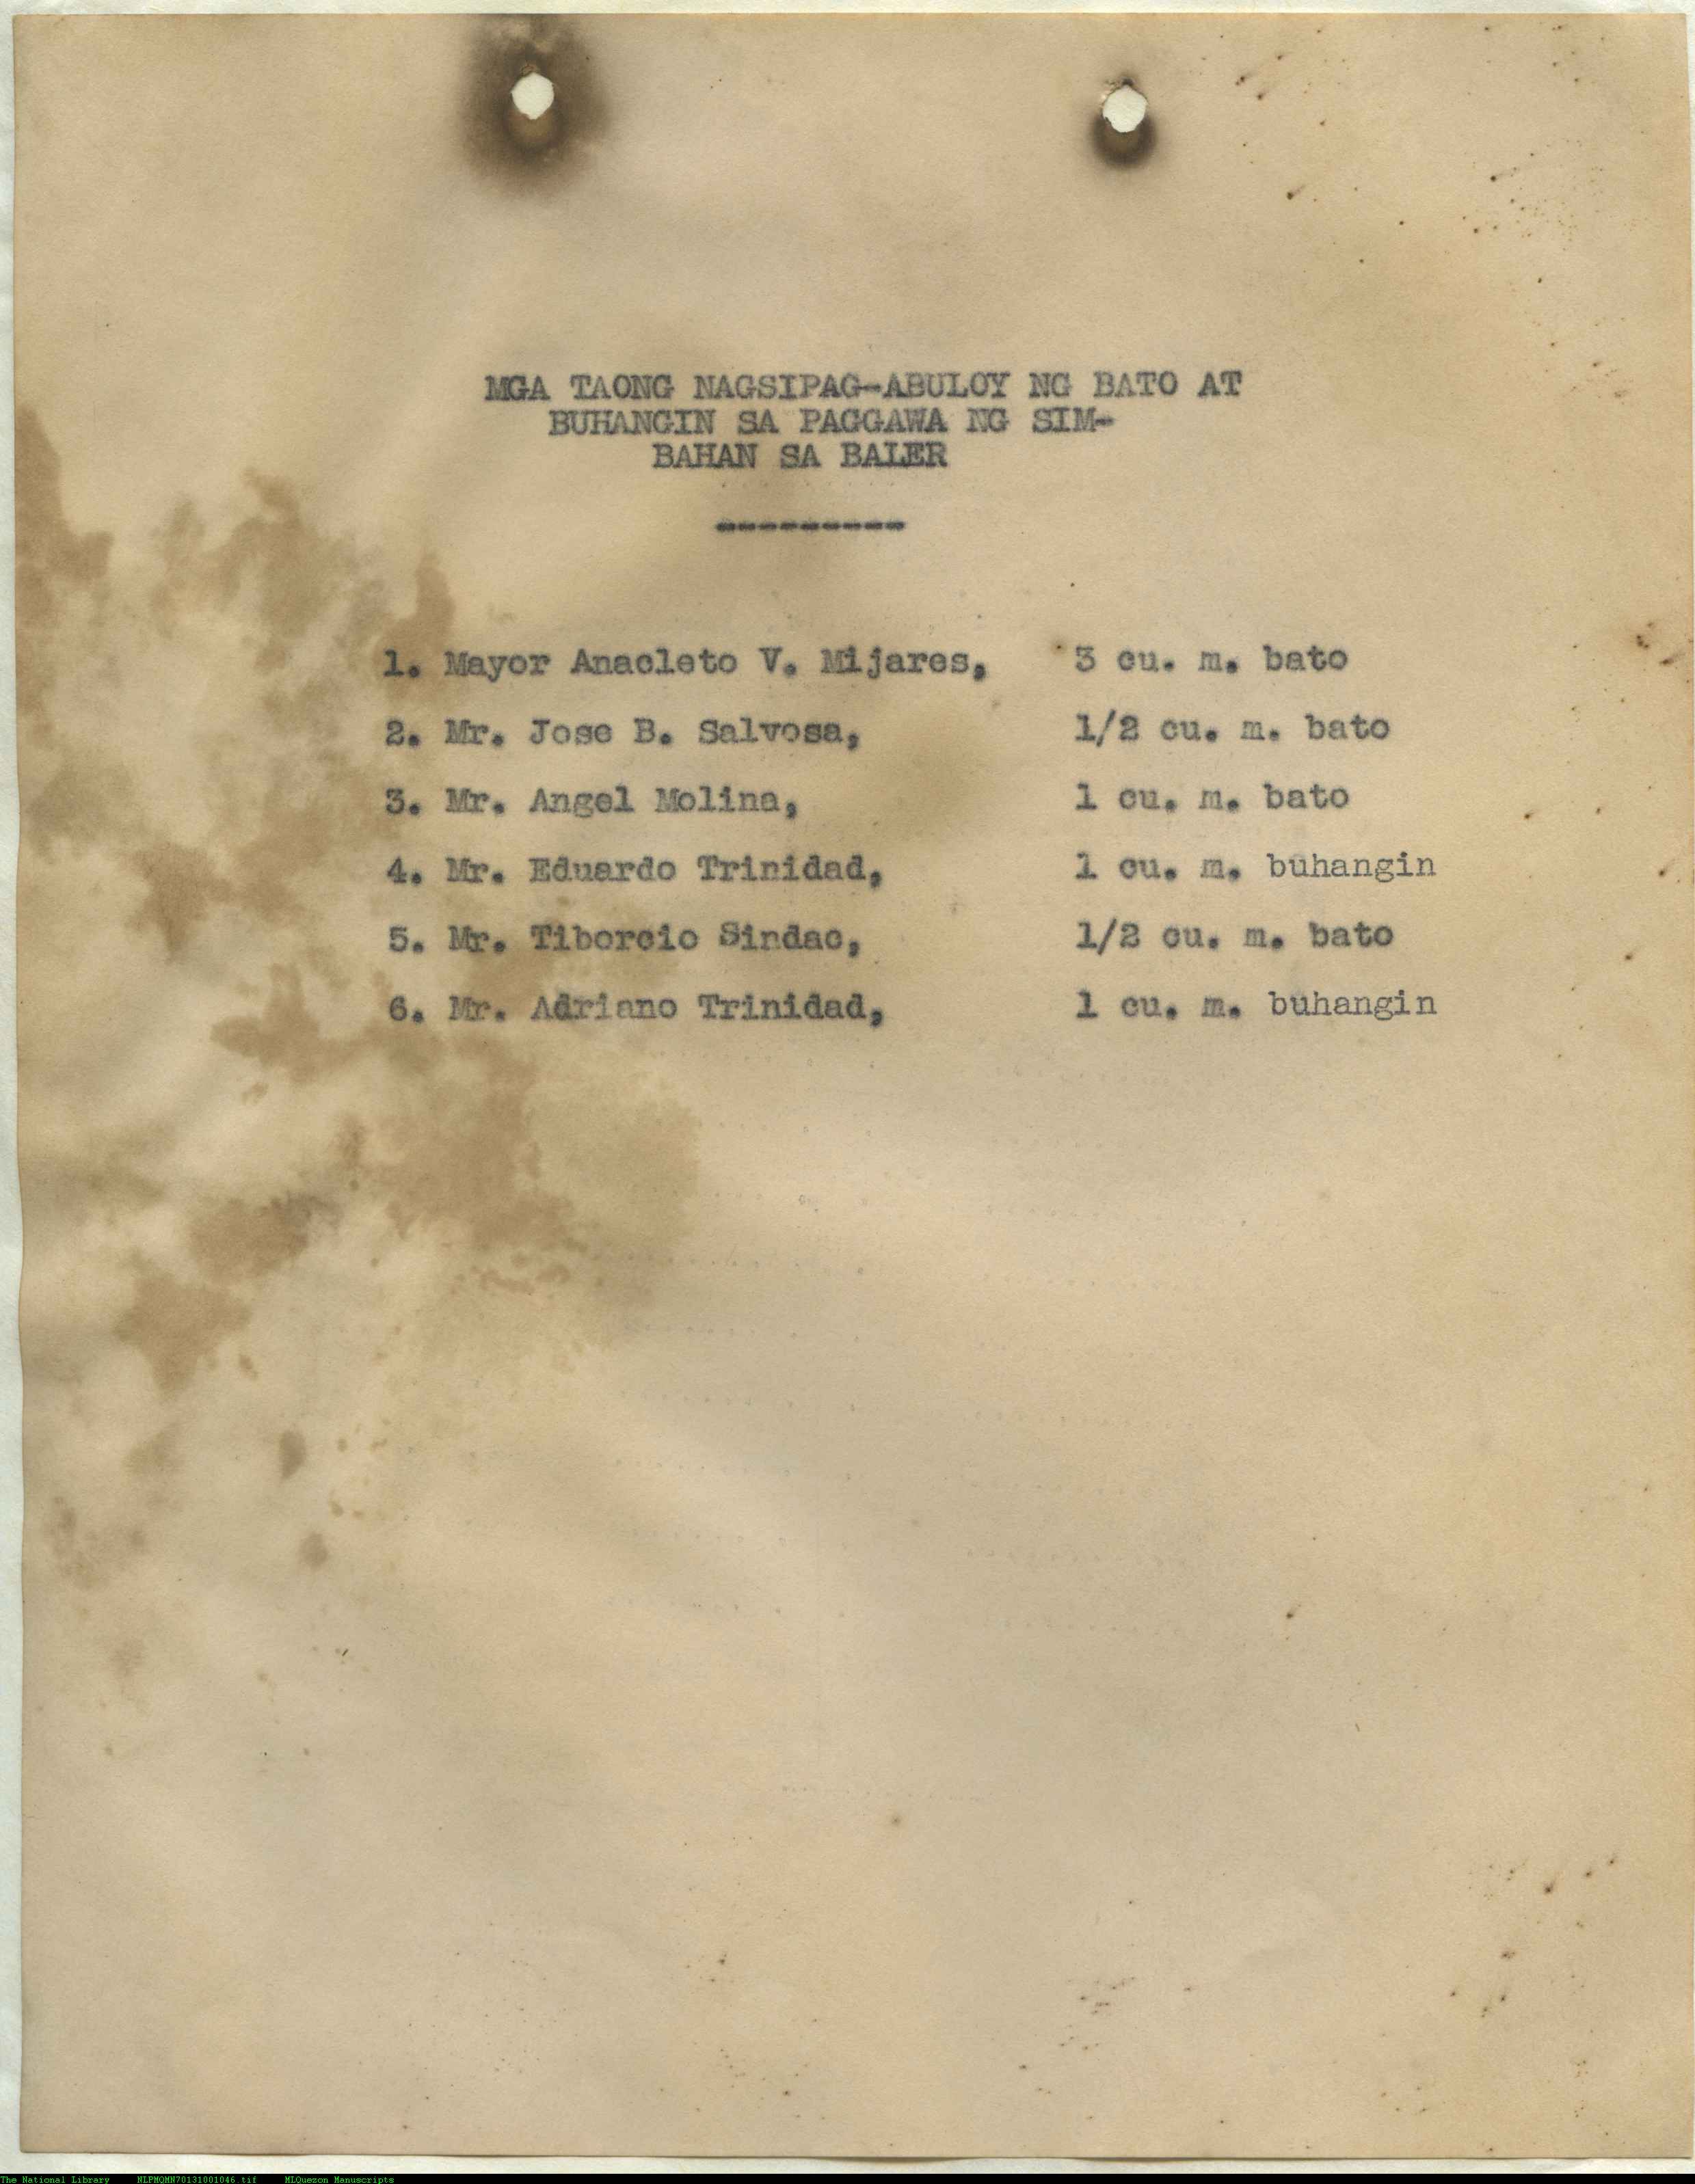 MGA TAONG NAGSIPAG-ABULOY NG BATO AT
BUHANGIN SA PAGGAWA NG SIM-
BAHAN SA BALER
---------
1. Mayor Anacleto V. Mijares, 3 cu. m. bato
2. Mr. Jose B. Salvosa, 1/2 cu. m. bato
3. Mr. Angel Molina, 1 cu. m. bato
4. Mr. Eduardo Trinidad, 1 cu. m. buhangin
5. Mr. Tiborcio Sindac, 1/2 cu. m. bato
6. Mr. Adriano Trinidad, 1 cu. m. buhangin
The National Library NLPMQMN70131001046.tif MLQuezon Manuscripts